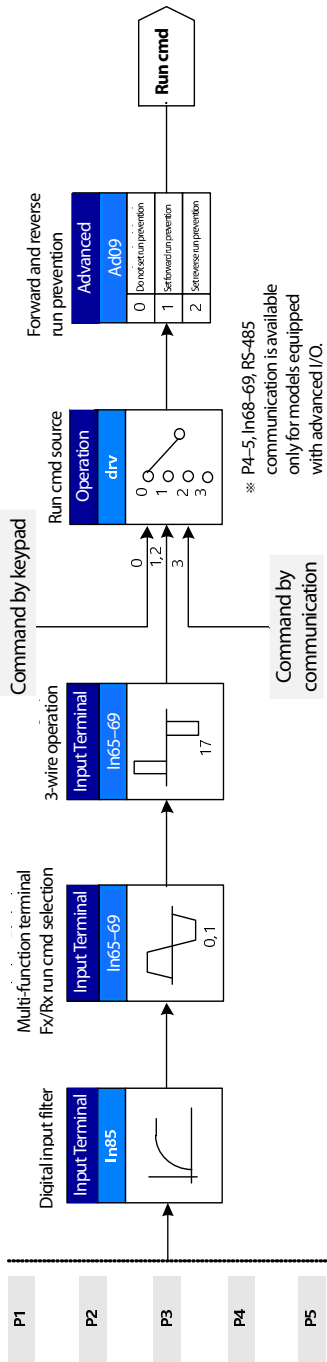 P1
P2
P3
P4
P5
Digital input filter
Input Terminal
In85
Multi-function terminal
Fx/Rx run cmd selection
Input Terminal
In65–69
0,1
3-wire operation
Input Terminal
In65–69
17
Command by keypad
0
1,2
3
Command by
communication
Run cmd source
Operation
drv
0
1
2
3
Forward and reverse
run prevention
Advanced
Ad09
0 Do not set run prevention
1 Set forward run prevention
2 Set reverse run prevention
Run cmd
※ P4–5, In68–69, RS-485
communication is available
only for models equipped
with advanced I/O.